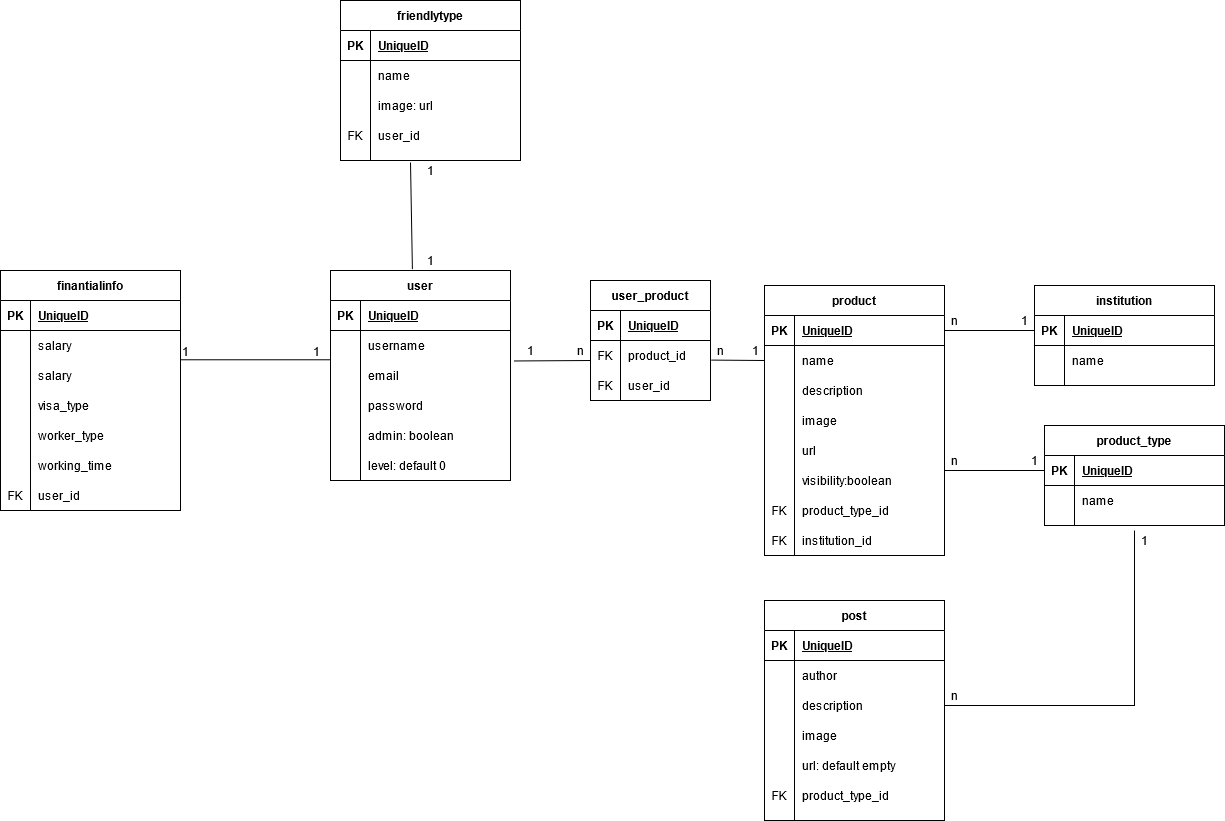 friendlytype
PK UniqueID
name
image: url
FK user_id
1
1
finantialinfo
PK UniqueID
salary
salary
visa_type
worker_type
working_time
FK user_id
1
1
user
PK UniqueID
username
email
password
admin: boolean
level: default 0
1
n
user_product
PK UniqueID
FK product_id
FK user_id
n
1
product
PK UniqueID
name
description
image
url
visibility:boolean
FK product_type_id
FK institution_id
n
1
institution
PK UniqueID
name
n
1
product_type
PK UniqueID
name
1
post
PK UniqueID
author
description
image
url: default empty
FK product_type_id
n